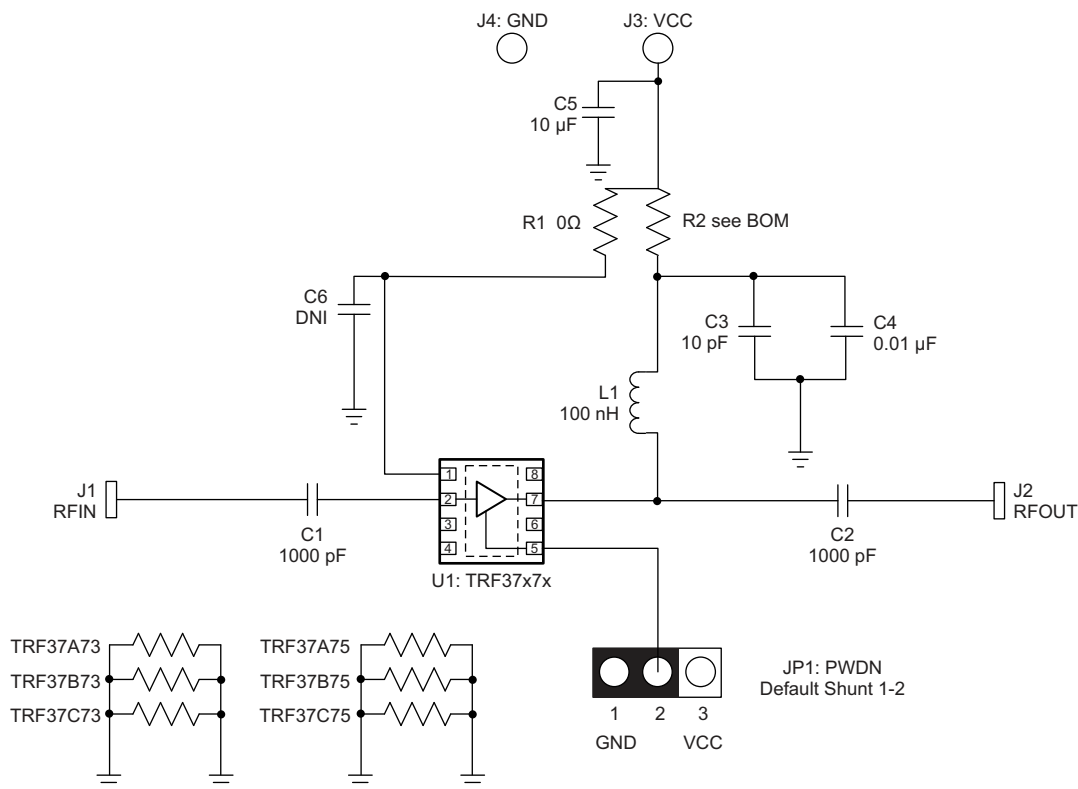 J4: GND
J3: VCC
C5
10 µF
R1 0Ω
R2 see BOM
C6
DNI
C3
10 pF
C4
0.01 µF
L1
100 nH
1
8
J1
RFIN
2
7
J2
RFOUT
3
6
C1
1000 pF
4
5
C2
1000 pF
U1: TRF37x7x
TRF37A73
TRF37A75
TRF37B73
TRF37B75
TRF37C73
TRF37C75
JP1: PWDN
Default Shunt 1-2
1
2
3
GND
VCC